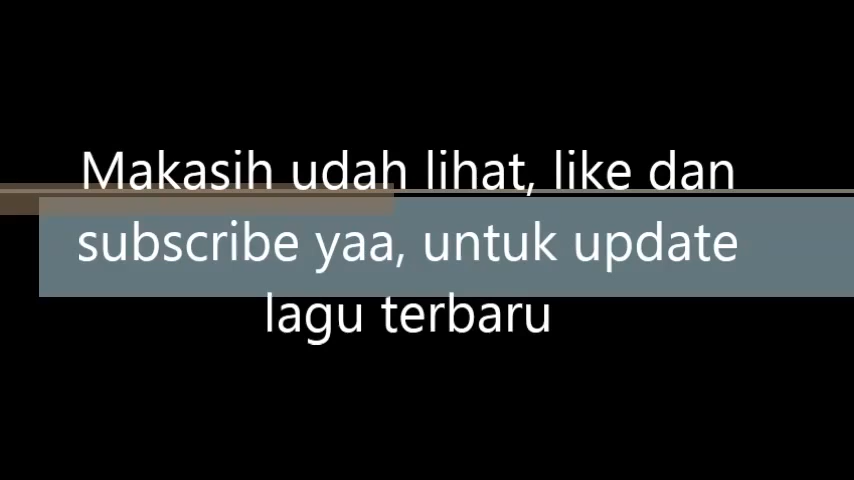 Makasih udah lihat, like dan
subscribe yaa, untuk update
lagu terbaru